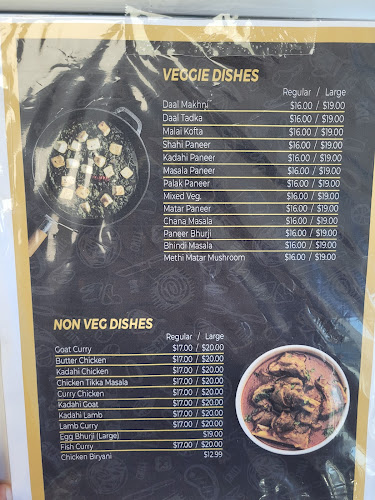 VEGGIE DISHES
Regular / Large
Daal Makhni $16.00 / $19.00
Daal Tadka $16.00 / $19.00
Malai Kofta $16.00 / $19.00
Shahi Paneer $16.00 / $19.00
Kadahi Paneer $16.00 / $19.00
Masala Paneer $16.00 / $19.00
Palak Paneer $16.00 / $19.00
Mixed Veg. $16.00 / $19.00
Matar Paneer $16.00 / $19.00
Chana Masala $16.00 / $19.00
Paneer Bhurji $16.00 / $19.00
Bhindi Masala $16.00 / $19.00
Methi Matar Mushroom $16.00 / $19.00
NON VEG DISHES
Regular / Large
Goat Curry $17.00 / $20.00
Butter Chicken $17.00 / $20.00
Kadahi Chicken $17.00 / $20.00
Chicken Tikka Masala $17.00 / $20.00
Curry Chicken $17.00 / $20.00
Kadahi Goat $17.00 / $20.00
Kadahi Lamb $17.00 / $20.00
Lamb Curry $17.00 / $20.00
Egg Bhurji (Large) $19.00
Fish Curry $17.00 / $20.00
Chicken Biryani $12.99